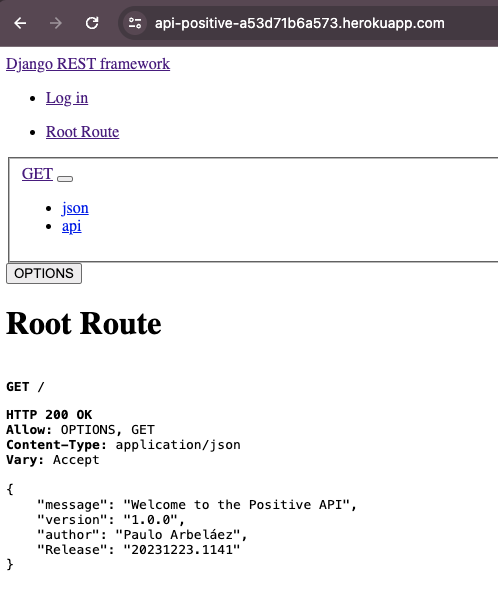 api-positive-a53d71b6a573.herokuapp.com
Django REST framework
Log in
Root Route
GET
json
api
OPTIONS
Root Route
GET /
HTTP 200 OK
Allow: OPTIONS, GET
Content-Type: application/json
Vary: Accept
{
    "message": "Welcome to the Positive API",
    "version": "1.0.0",
    "author": "Paulo Arbeláez",
    "Release": "20231223.1141"
}